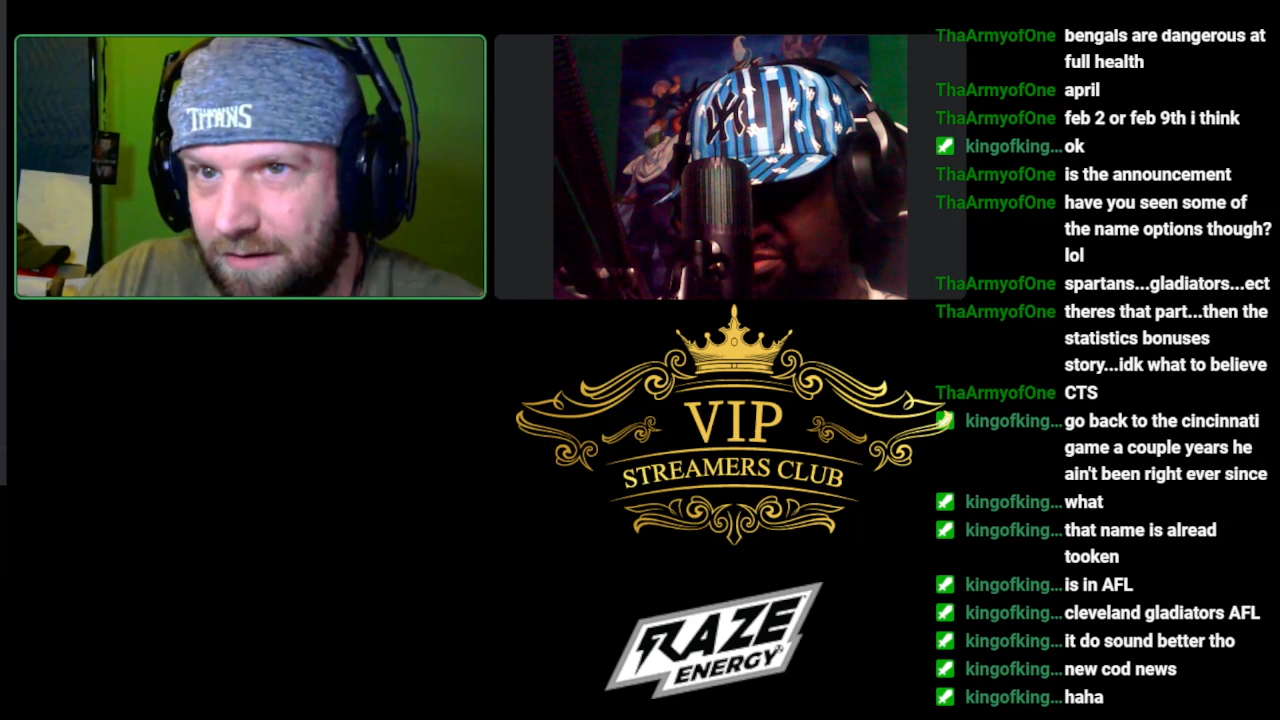 TITANS
VIP
STREAMERS CLUB
RAZE
ENERGY
ThaArmyofOne bengals are dangerous at
full health
ThaArmyofOne april
ThaArmyofOne feb 2 or feb 9th i think
kingofking... ok
ThaArmyofOne is the announcement
ThaArmyofOne have you seen some of
the name options though?
lol
ThaArmyofOne spartans...gladiators...ect
ThaArmyofOne theres that part...then the
statistics bonuses
story...idk what to believe
ThaArmyofOne CTS
kingofking... go back to the cincinnati
game a couple years he
ain't been right ever since
kingofking... what
kingofking... that name is alread
tooken
kingofking... is in AFL
kingofking... cleveland gladiators AFL
kingofking... it do sound better tho
kingofking... new cod news
kingofking... haha